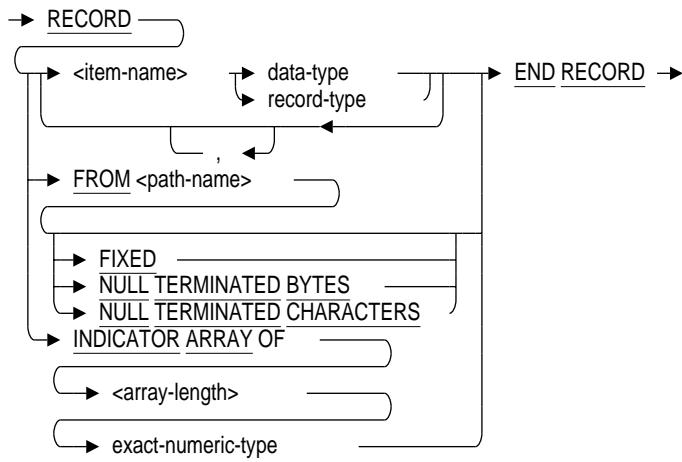 RECORD
<item-name> data-type END RECORD
record-type
,
FROM <path-name>
FIXED
NULL TERMINATED BYTES
NULL TERMINATED CHARACTERS
INDICATOR ARRAY OF
<array-length>
exact-numeric-type